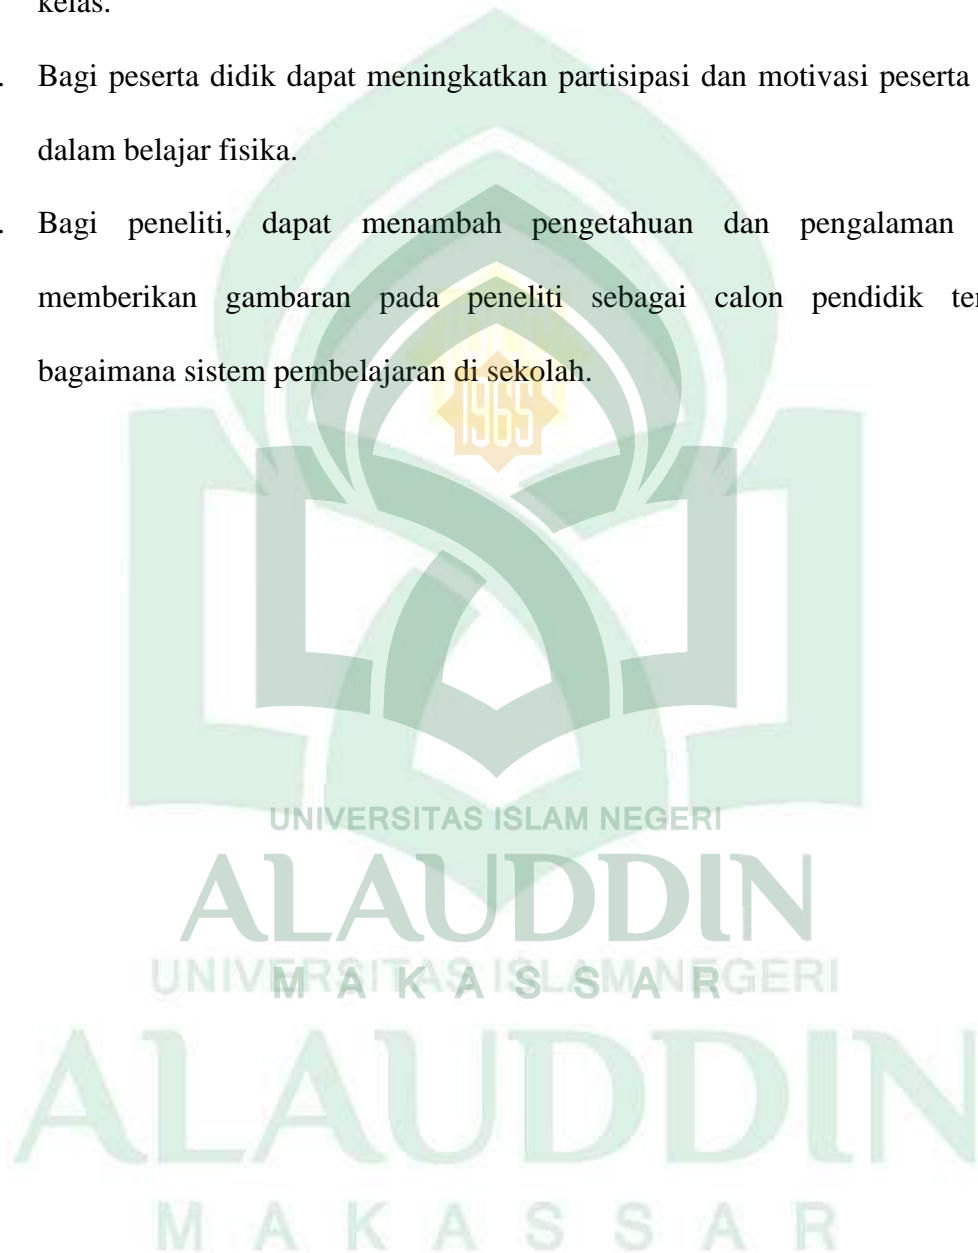 kelas.
. Bagi peserta didik dapat meningkatkan partisipasi dan motivasi peserta
dalam belajar fisika.
. Bagi peneliti, dapat menambah pengetahuan dan pengalaman
memberikan gambaran pada peneliti sebagai calon pendidik
bagaimana sistem pembelajaran di sekolah.
1965
UNIVERSITAS ISLAM NEGERI
ALAUDDIN
MAKASSAR
UNIVERSITAS ISLAM NEGERI
ALAUDDIN
MAKASSAR